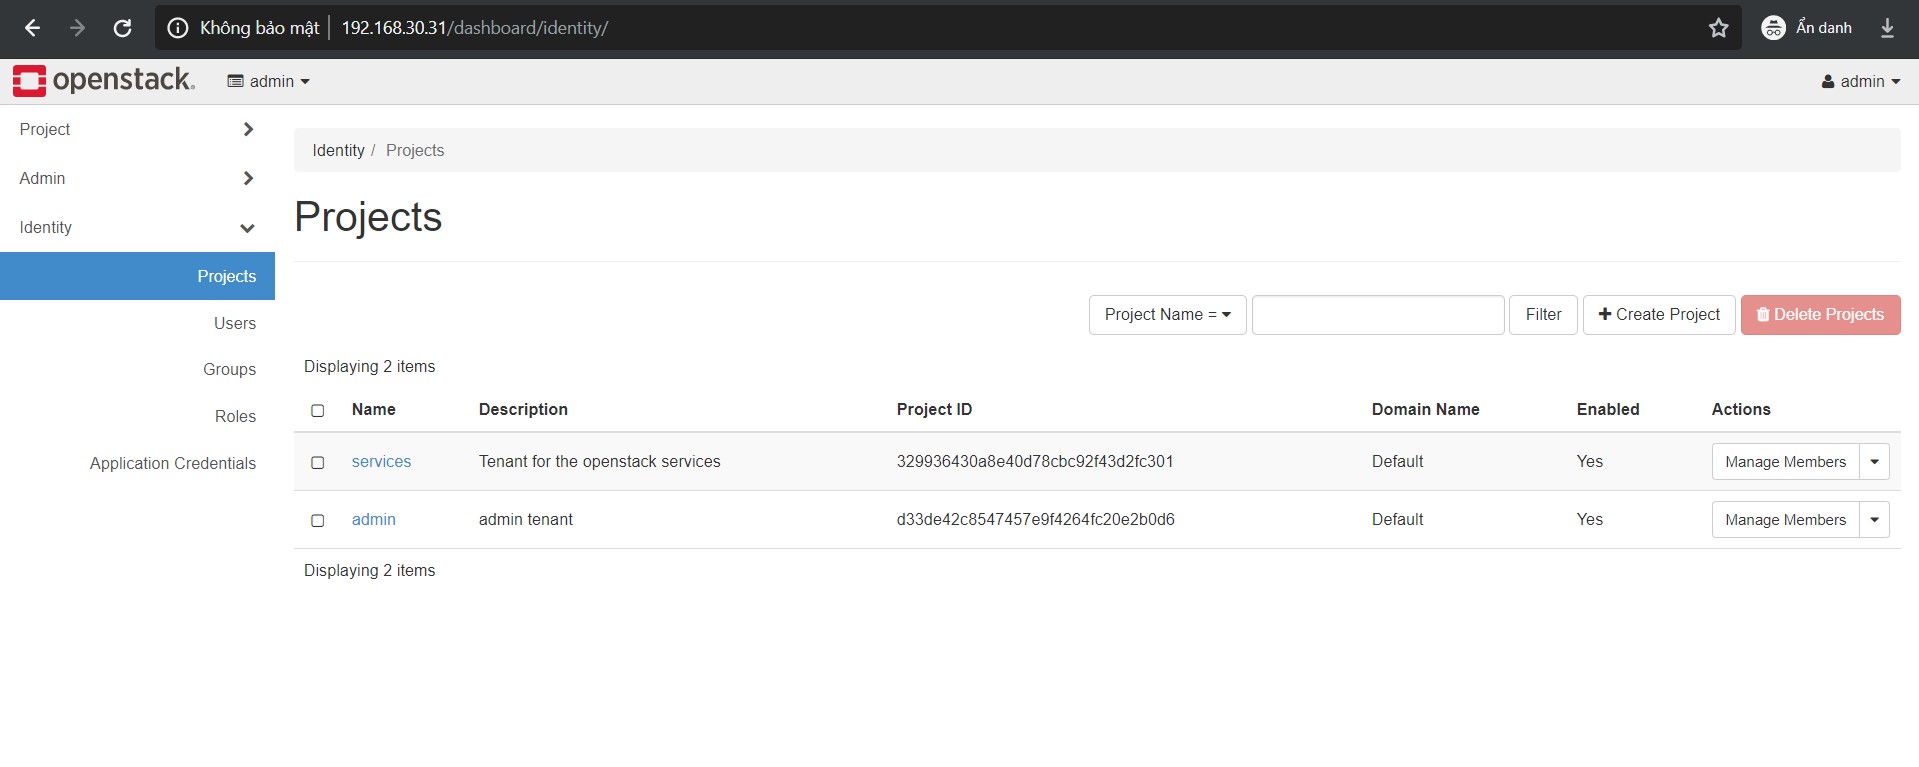 Không bảo mật 192.168.30.31/dashboard/identity/ Ẩn danh
openstack. admin admin
Project
Admin
Identity
Projects
Users
Groups
Roles
Application Credentials
Identity / Projects
Projects
Project Name = Filter Create Project Delete Projects
Displaying 2 items
Name Description Project ID Domain Name Enabled Actions
services Tenant for the openstack services 329936430a8e40d78cbc92f43d2fc301 Default Yes Manage Members
admin admin tenant d33de42c8547457e9f4264fc20e2b0d6 Default Yes Manage Members
Displaying 2 items